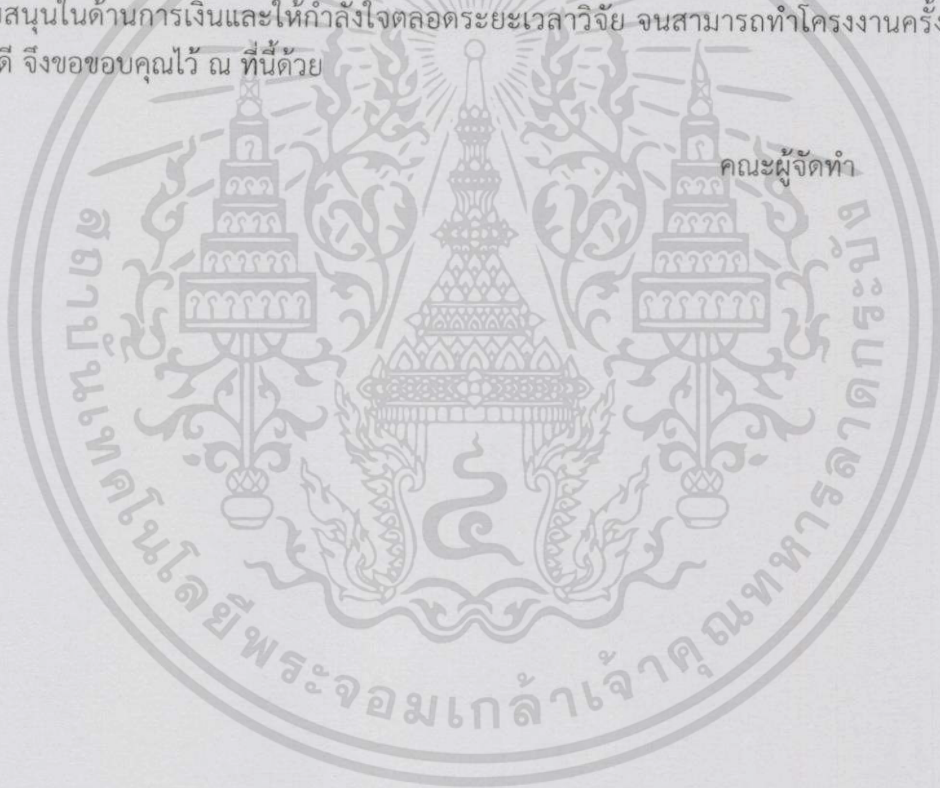 สนุนในด้านการเงินและให้กำลังใจตลอดระยะเวลาวิจัย จนสามารถทำโครงงานครั้ง
ดี จึงขอขอบคุณไว้ ณ ที่นี้ด้วย
คณะผู้จัดทำ
สถาบันเทคโนโลยีพระจอมเกล้าเจ้าคุณทหารลาดกระบัง
๔